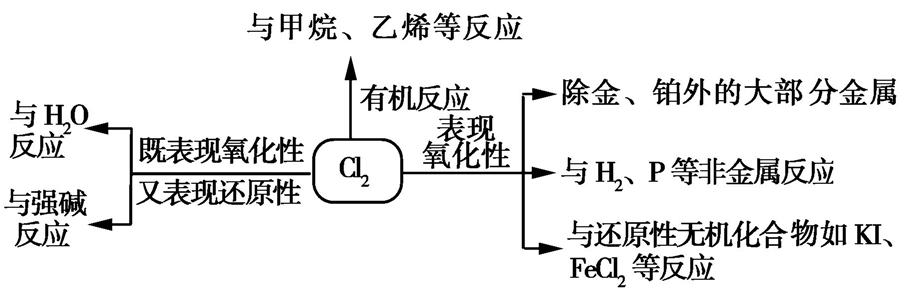 与甲烷、乙烯等反应
有机反应
与H₂O
反应
与强碱
反应
既表现氧化性
又表现还原性
Cl₂
表现
氧化性
除金、铂外的大部分金属
与H₂、P等非金属反应
与还原性无机化合物如KI、
FeCl₂等反应